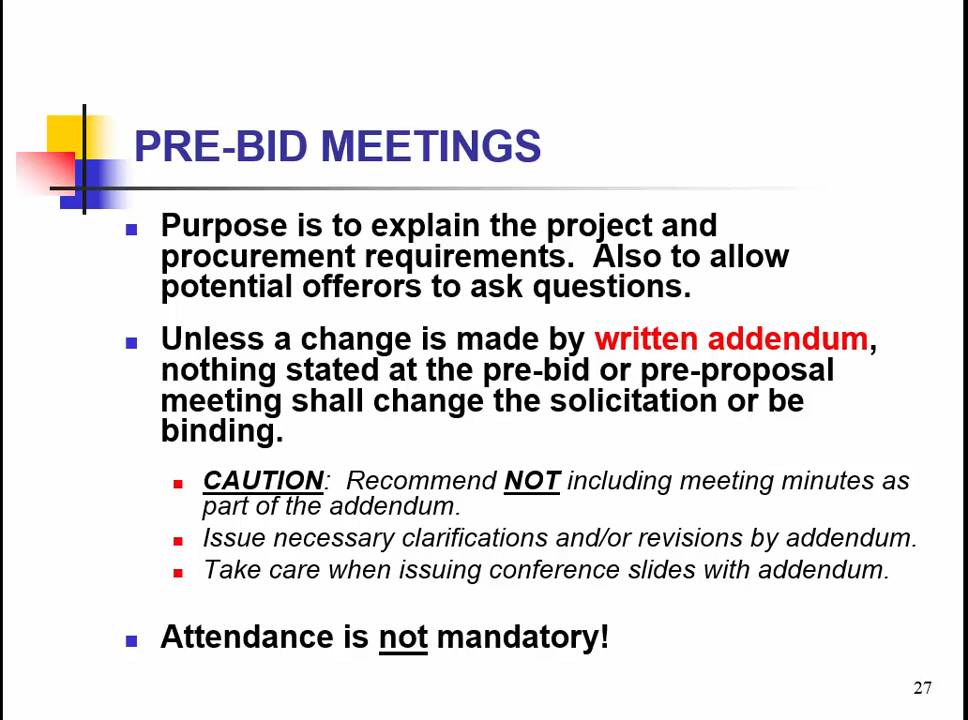 PRE-BID MEETINGS
Purpose is to explain the project and
procurement requirements.  Also to allow
potential offerors to ask questions.
Unless a change is made by written addendum,
nothing stated at the pre-bid or pre-proposal
meeting shall change the solicitation or be
binding.
CAUTION:  Recommend NOT including meeting minutes as
part of the addendum.
Issue necessary clarifications and/or revisions by addendum.
Take care when issuing conference slides with addendum.
Attendance is not mandatory!
27